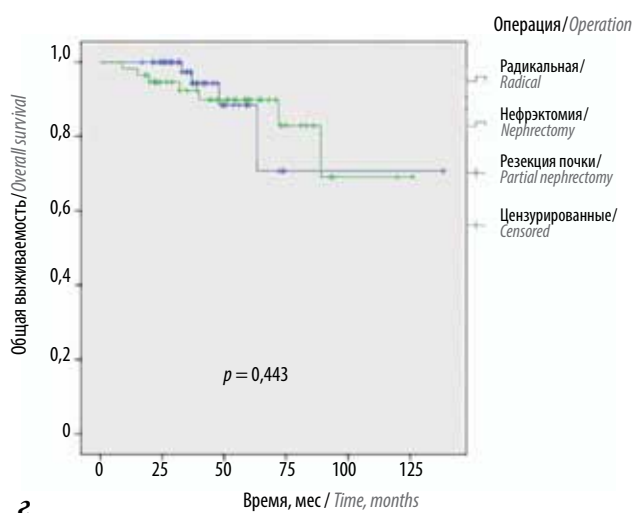 Операция/Operation
Радикальная/
Radical
Нефрэктомия/
Nephrectomy
Резекция почки/
Partial nephrectomy
Цензурированные/
Censored
Общая выживаемость/Overall survival
1,0
0,8
0,6
0,4
0,2
0
p = 0,443
0 25 50 75 100 125
Время, мес / Time, months
г